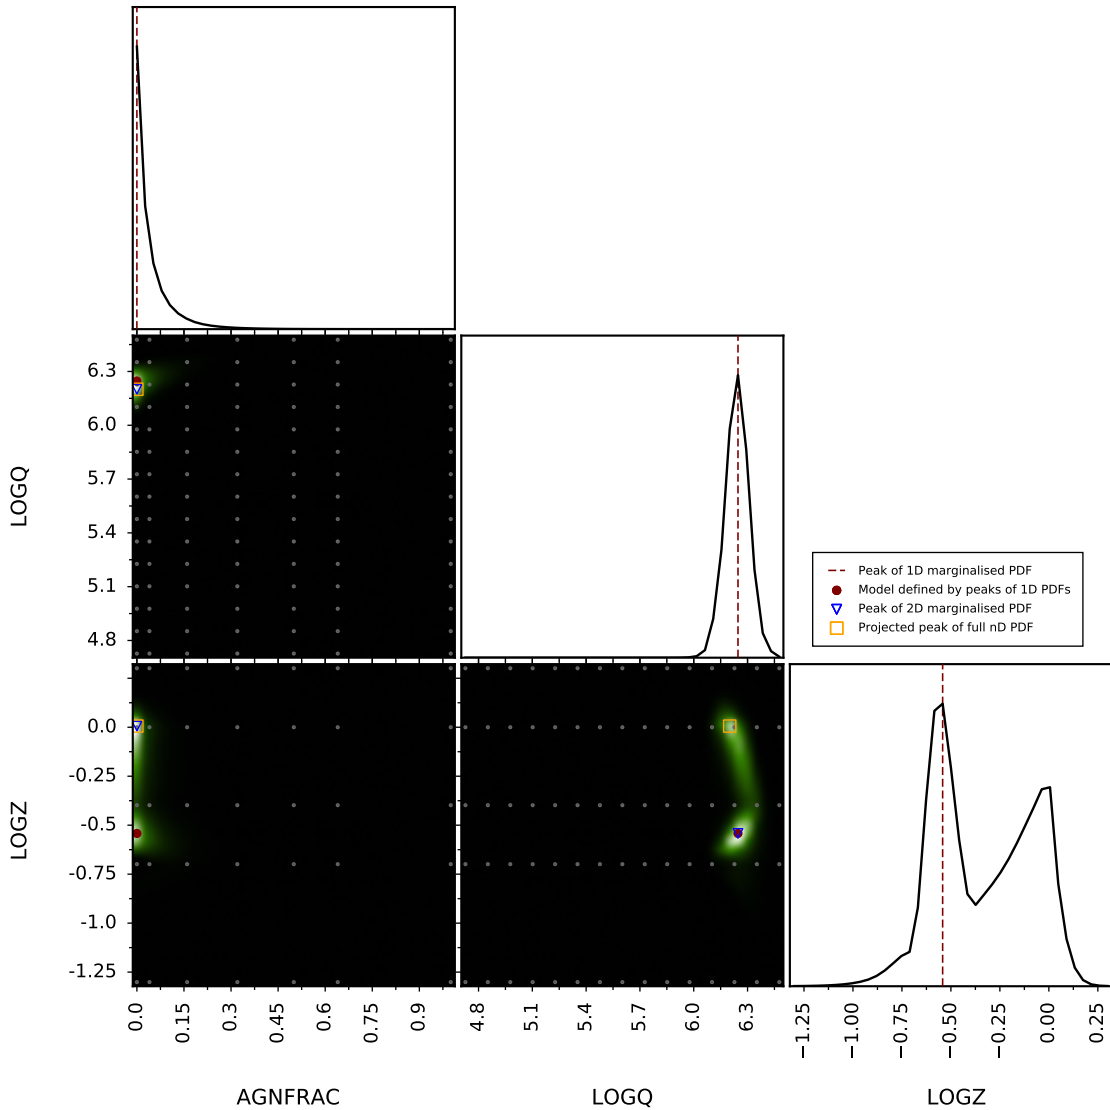 6.3
6.0
5.7
5.4
5.1
4.8
LOGQ
Peak of 1D marginalised PDF
Model defined by peaks of 1D PDFs
Peak of 2D marginalised PDF
Projected peak of full nD PDF
0.0
-0.25
-0.5
-0.75
-1.0
-1.25
LOGZ
0.0 0.15 0.3 0.45 0.6 0.75 0.9
4.8 5.1 5.4 5.7 6.0 6.3
−1.25 −1.00 −0.75 −0.50 −0.25 0.00 0.25
AGNFRAC LOGQ LOGZ